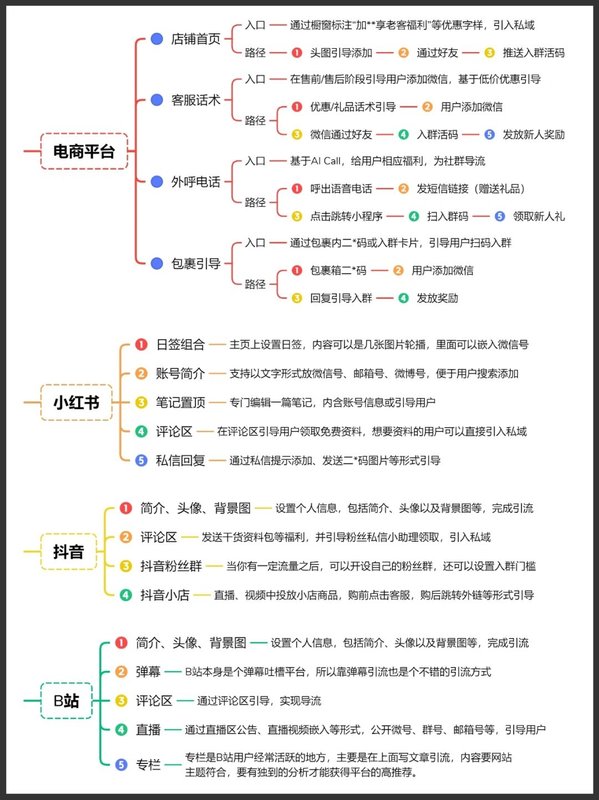 电商平台
店铺首页
入口 通过橱窗标注"加**享老客福利"等优惠字样，引入私域
路径 1 头图引导添加 2 通过好友 3 推送入群活码
客服话术
入口 在售前/售后阶段引导用户添加微信，基于低价优惠引导
路径 1 优惠/礼品话术引导 2 用户添加微信
3 微信通过好友 4 入群活码 5 发放新人奖励
外呼电话
入口 基于AI Call，给用户相应福利，为社群导流
路径 1 呼出语音电话 2 发短信链接（赠送礼品）
3 点击跳转小程序 4 扫入群码 5 领取新人礼
包裹引导
入口 通过包裹内二*码或入群卡片，引导用户扫码入群
路径 1 包裹箱二*码 2 用户添加微信
3 回复引导入群 4 发放奖励
小红书
1 日签组合 主页上设置日签，内容可以是几张图片轮播，里面可以嵌入微信号
2 账号简介 支持以文字形式放微信号、邮箱号、微博号，便于用户搜索添加
3 笔记置顶 专门编辑一篇笔记，内含账号信息或引导用户
4 评论区 在评论区引导用户领取免费资料，想要资料的用户可以直接引入私域
5 私信回复 通过私信提示添加、发送二*码图片等形式引导
抖音
1 简介、头像、背景图 设置个人信息，包括简介、头像以及背景图等，完成引流
2 评论区 发送干货资料包等福利，并引导粉丝私信小助理领取，引入私域
3 抖音粉丝群 当你有一定流量之后，可以开设自己的粉丝群，还可以设置入群门槛
4 抖音小店 直播、视频中投放小店商品，购前点击客服，购后跳转外链等形式引导
B站
1 简介、头像、背景图 设置个人信息，包括简介、头像以及背景图等，完成引流
2 弹幕 B站本身是个弹幕吐槽平台，所以靠弹幕引流也是个不错的引流方式
3 评论区 通过评论区引导，实现导流
4 直播 通过直播区公告、直播视频嵌入等形式，公开微号、群号、邮箱号等，引导用户
5 专栏 专栏是B站用户经常活跃的地方，主要是在上面写文章引流，内容要网站
主题符合，要有独到的分析才能获得平台的高推荐。